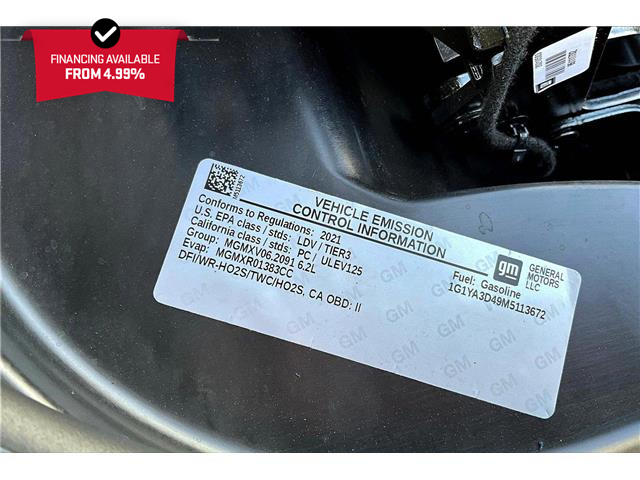 FINANCING AVAILABLE
FROM 4.99%
M5113672
VEHICLE EMISSION
CONTROL INFORMATION
Conforms to Regulations: 2021
U.S. EPA class / stds: LDV / TIER3
California class / stds: PC / ULEV125
Group: MGMXV06.2091 6.2L
Evap: MGMXR01383CC
DFI/WR-HO2S/TWC/HO2S, CA OBD: II
gm
GENERAL
MOTORS
LLC
Fuel: Gasoline
1G1YA3D49M5113672